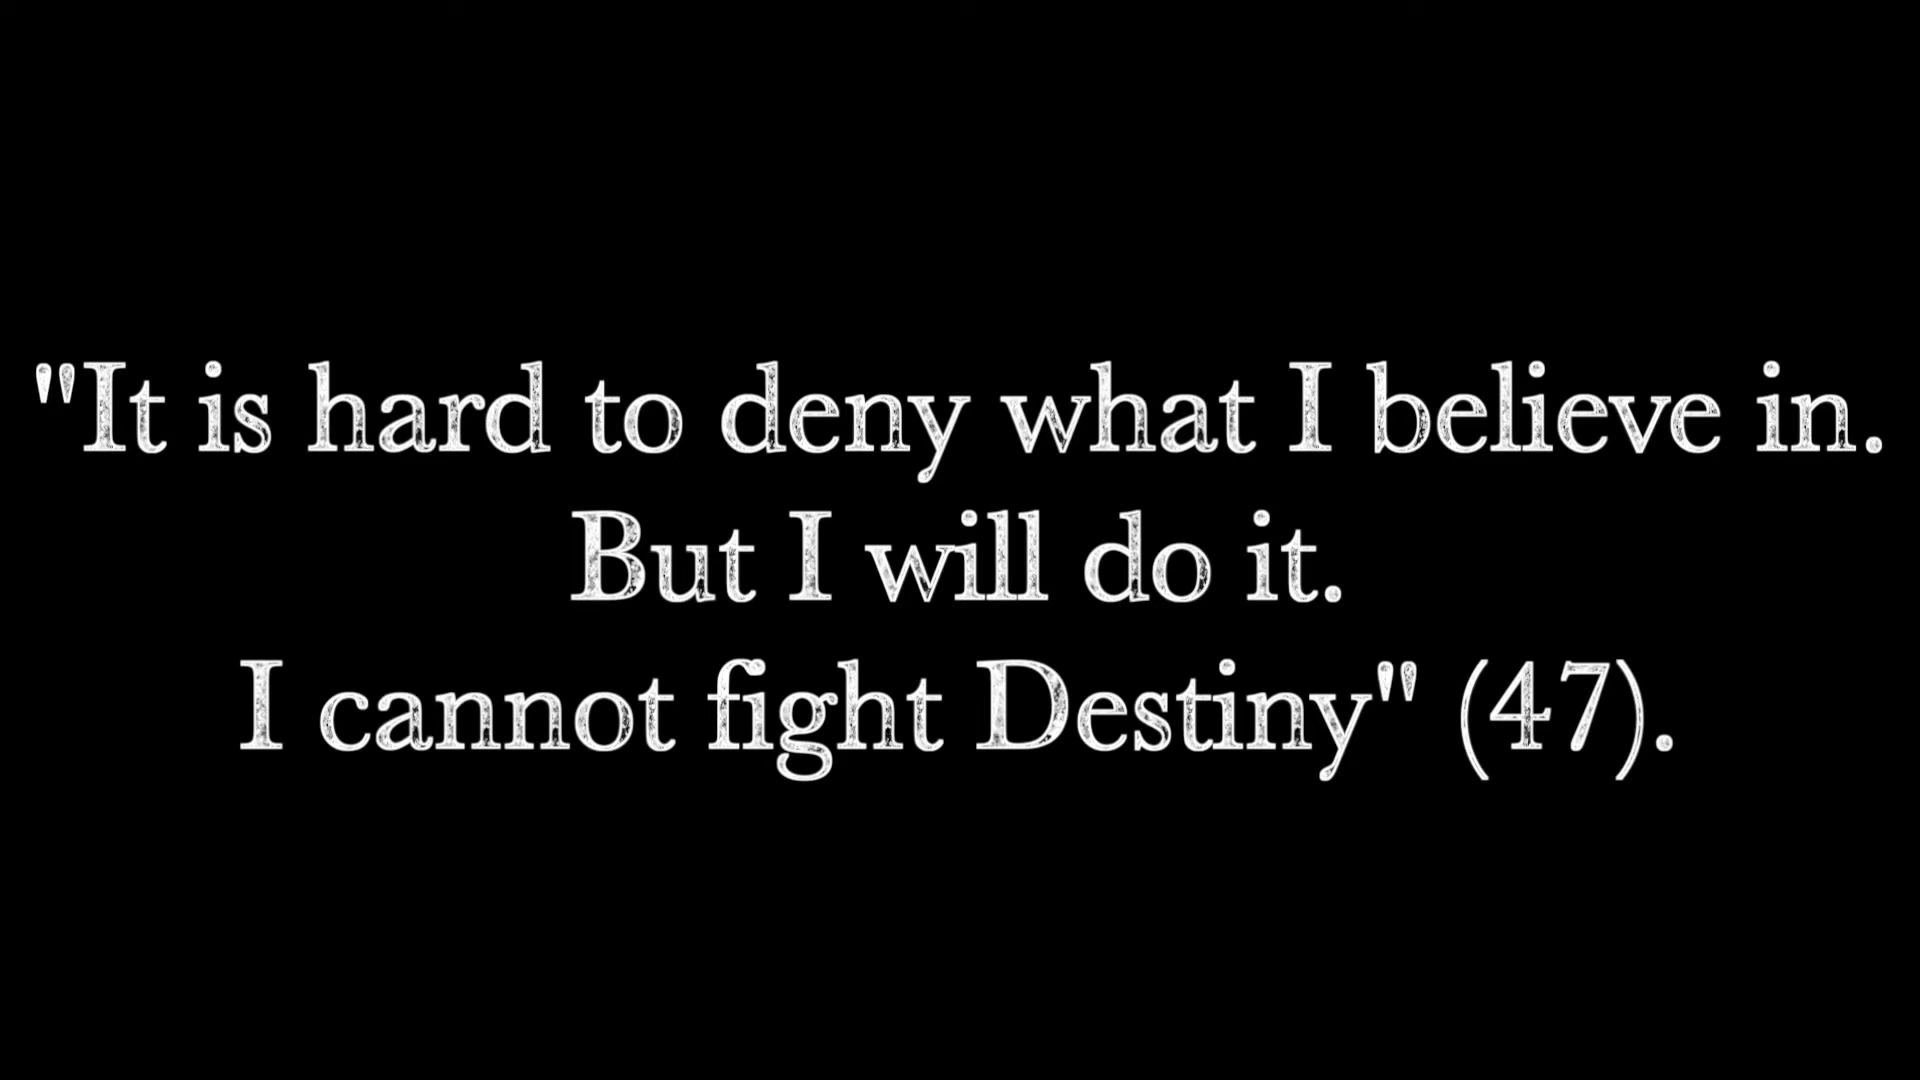 "It is hard to deny what I believe in.
But I will do it.
I cannot fight Destiny" (47).